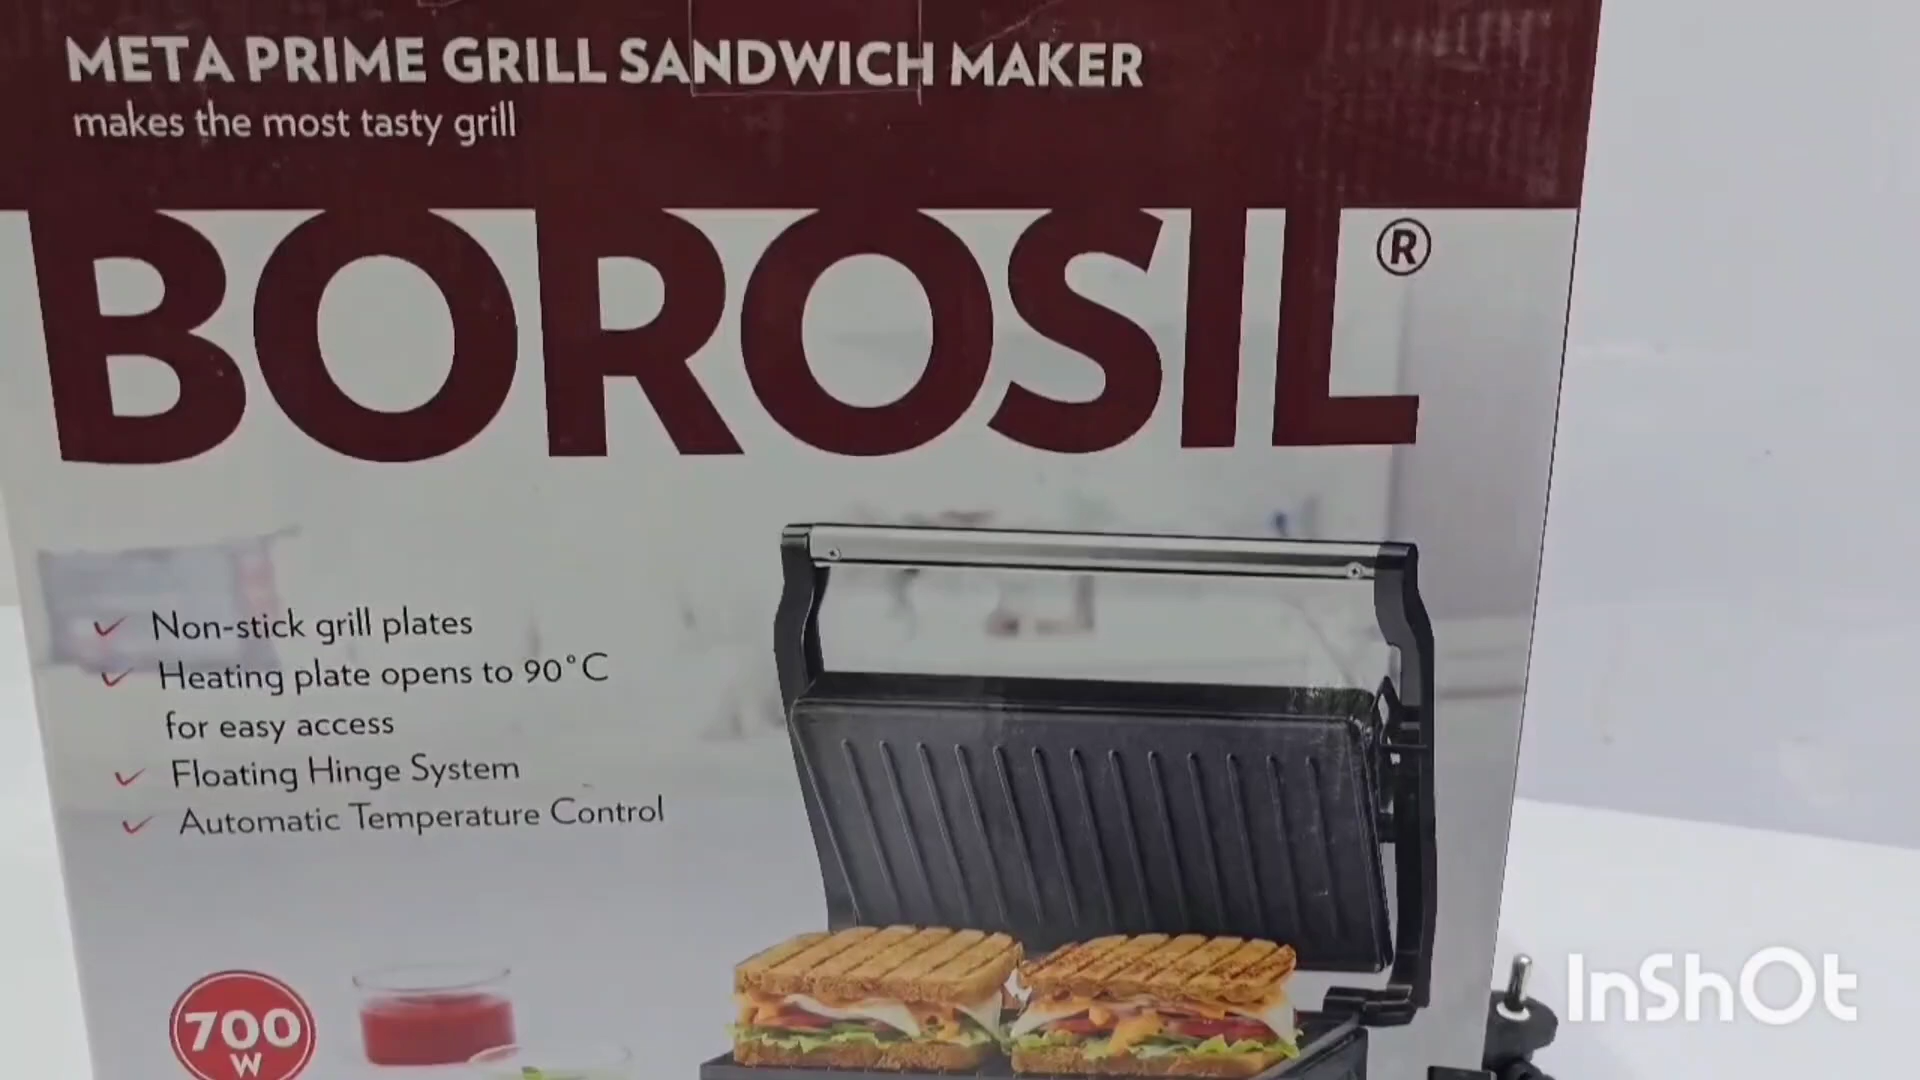 META PRIME GRILL SANDWICH MAKER
makes the most tasty grill
BOROSIL®
✓ Non-stick grill plates
✓ Heating plate opens to 90°C
for easy access
✓ Floating Hinge System
✓ Automatic Temperature Control
700
W
InShOt